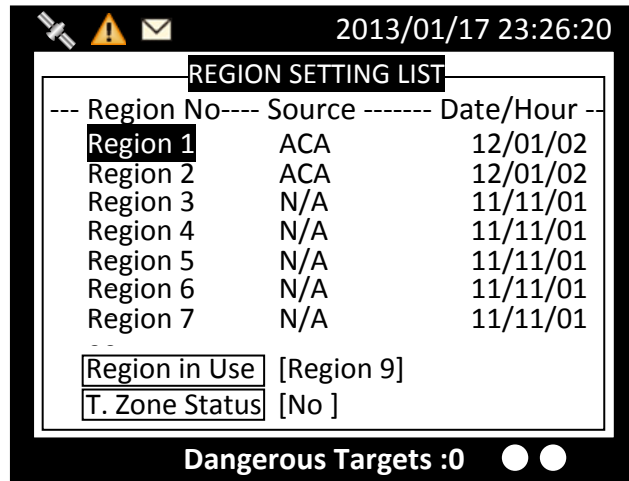 2013/01/17 23:26:20
REGION SETTING LIST
--- Region No---- Source ------- Date/Hour --
Region 1 ACA 12/01/02
Region 2 ACA 12/01/02
Region 3 N/A 11/11/01
Region 4 N/A 11/11/01
Region 5 N/A 11/11/01
Region 6 N/A 11/11/01
Region 7 N/A 11/11/01
Region in Use [Region 9]
T. Zone Status [No ]
Dangerous Targets :0